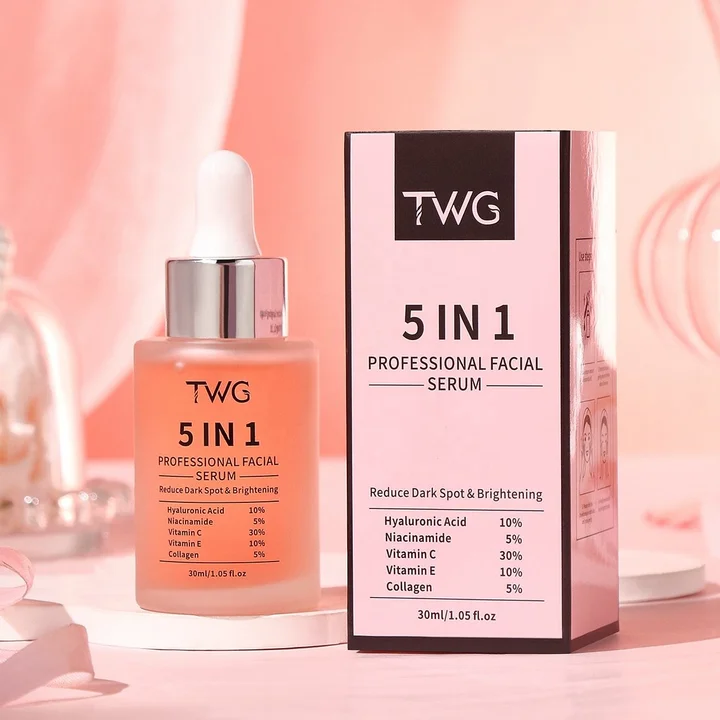 TWG
5 IN 1
PROFESSIONAL FACIAL
SERUM
Reduce Dark Spot & Brightening
Hyaluronic Acid 10%
Niacinamide 5%
Vitamin C 30%
Vitamin E 10%
Collagen 5%
30ml/1.05 fl.oz
TWG
5 IN 1
PROFESSIONAL FACIAL
SERUM
Reduce Dark Spot & Brightening
Hyaluronic Acid 10%
Niacinamide 5%
Vitamin C 30%
Vitamin E 10%
Collagen 5%
30ml/1.05 fl.oz